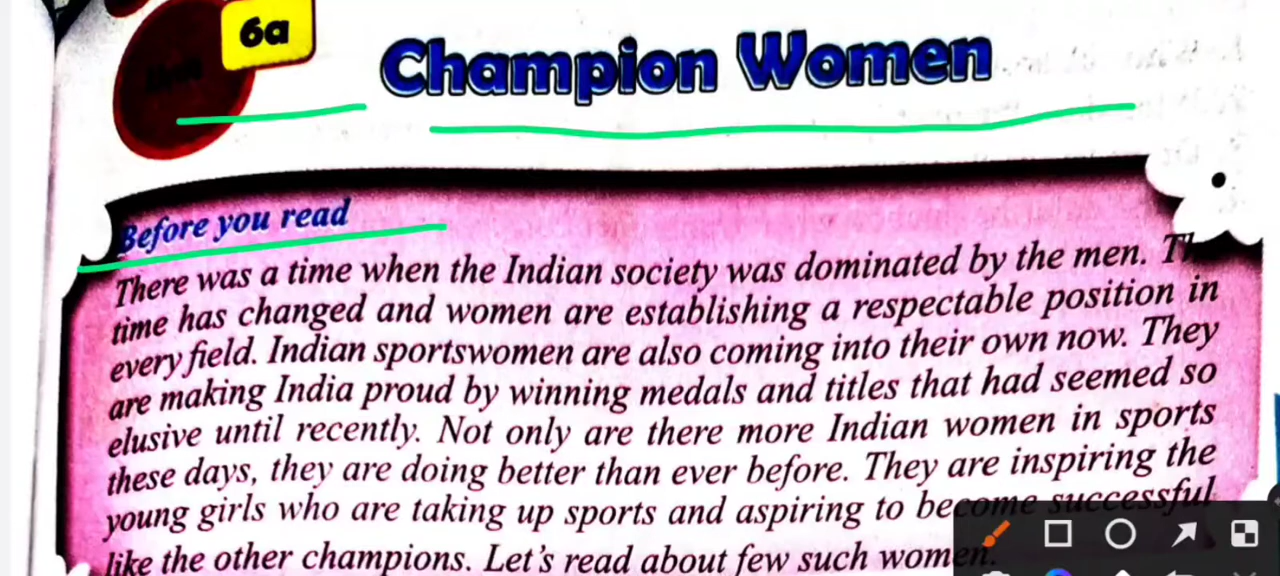 6a
Champion Women
Before you read
There was a time when the Indian society was dominated by the men.
time has changed and women are establishing a respectable position in
every field. Indian sportswomen are also coming into their own now. They
are making India proud by winning medals and titles that had seemed so
elusive until recently. Not only are there more Indian women in sports
these days, they are doing better than ever before. They are inspiring the
young girls who are taking up sports and aspiring to become successful
like the other champions. Let's read about few such women.